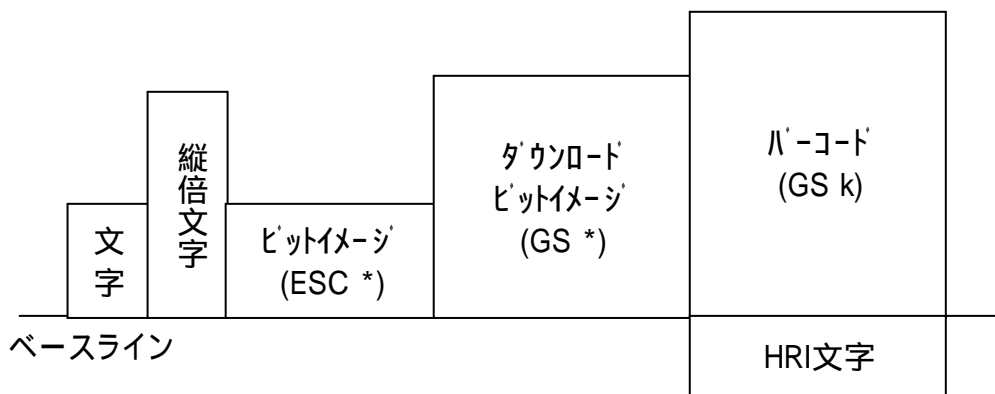 文
字
縦
倍
文
字
ﾋﾞｯﾄｲﾒｰｼﾞ
(ESC *)
ﾀﾞｳﾝﾛｰﾄﾞ
ﾋﾞｯﾄｲﾒｰｼﾞ
(GS *)
ﾊﾞｰｺｰﾄﾞ
(GS k)
ベースライン
HRI文字